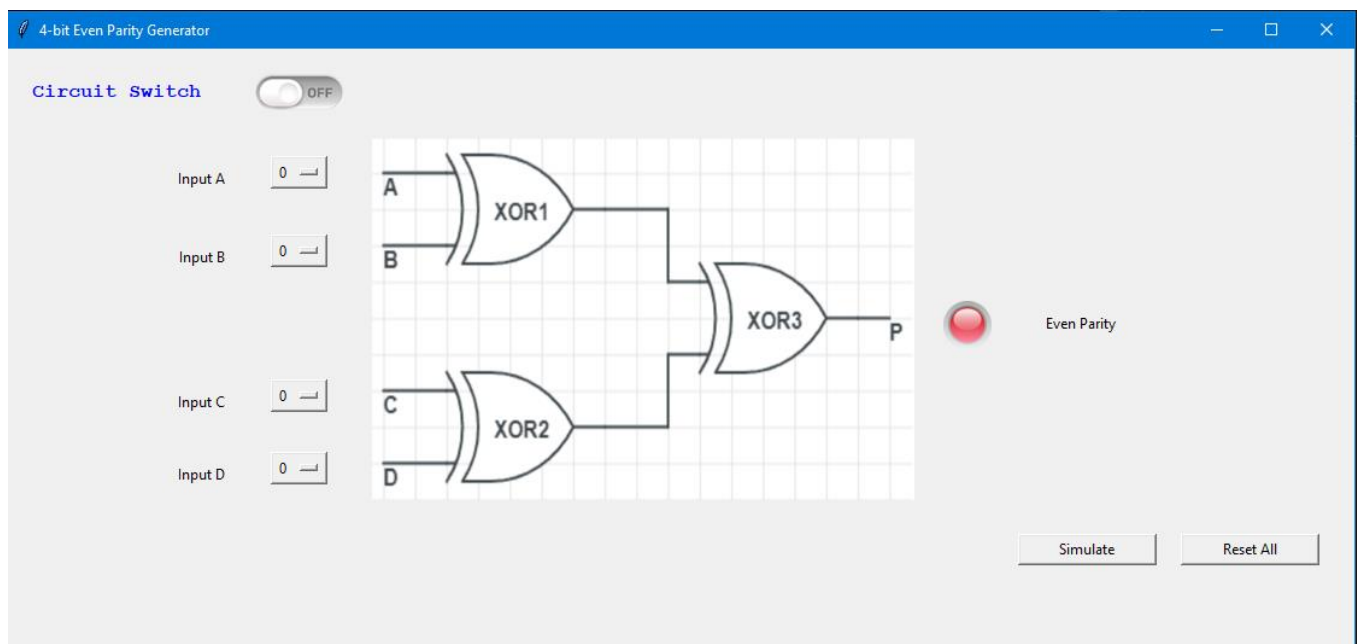 4-bit Even Parity Generator
Circuit Switch
OFF
Input A
0
A
XOR1
Input B
0
B
XOR3
P
Even Parity
Input C
0
C
XOR2
Input D
0
D
Simulate
Reset All